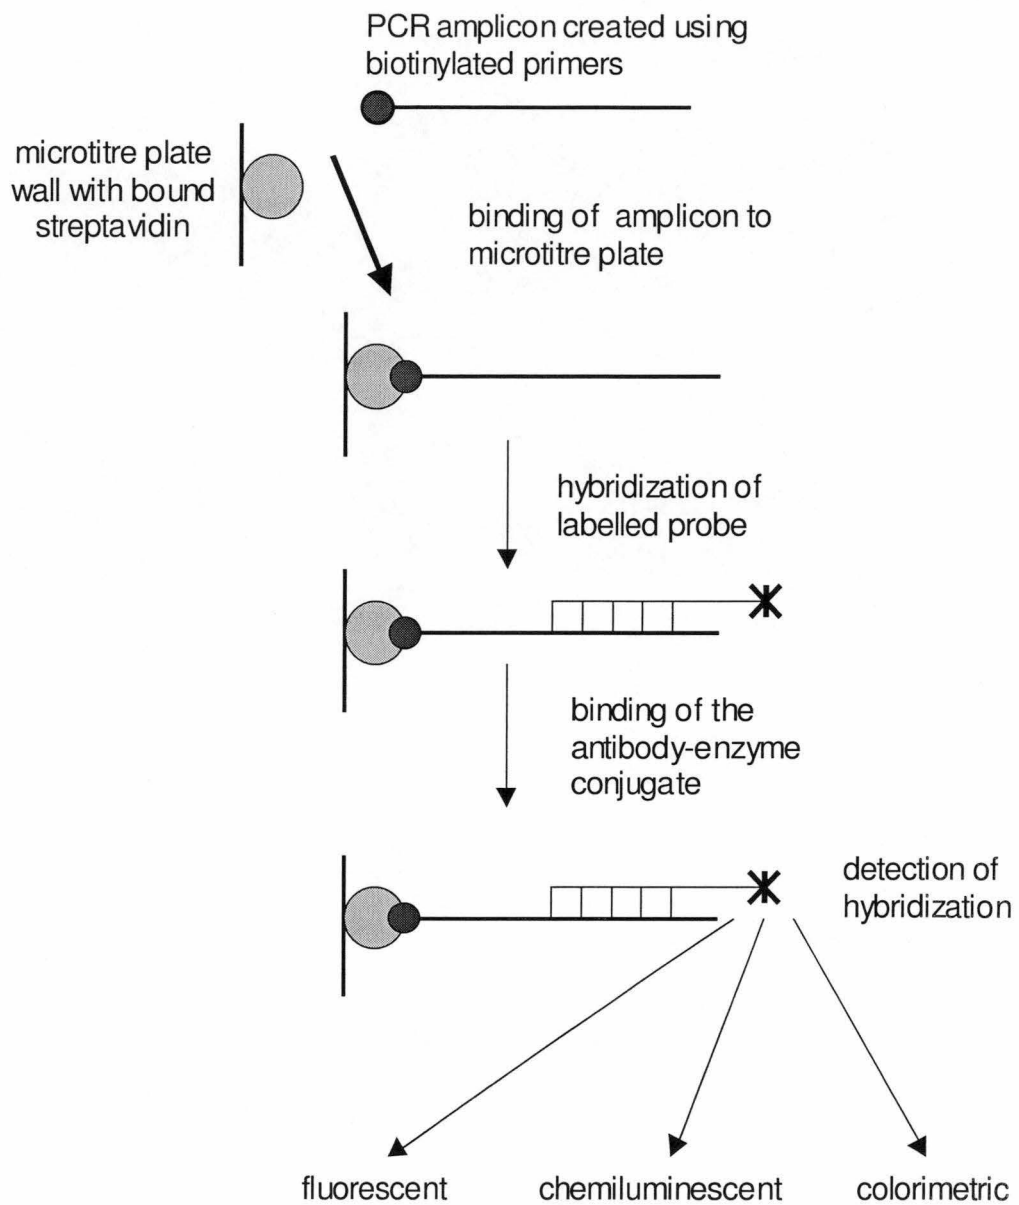 PCR amplicon created using
biotinylated primers
microtitre plate
wall with bound
streptavidin
binding of amplicon to
microtitre plate
hybridization of
labelled probe
binding of the
antibody-enzyme
conjugate
detection of
hybridization
fluorescent
chemiluminescent
colorimetric